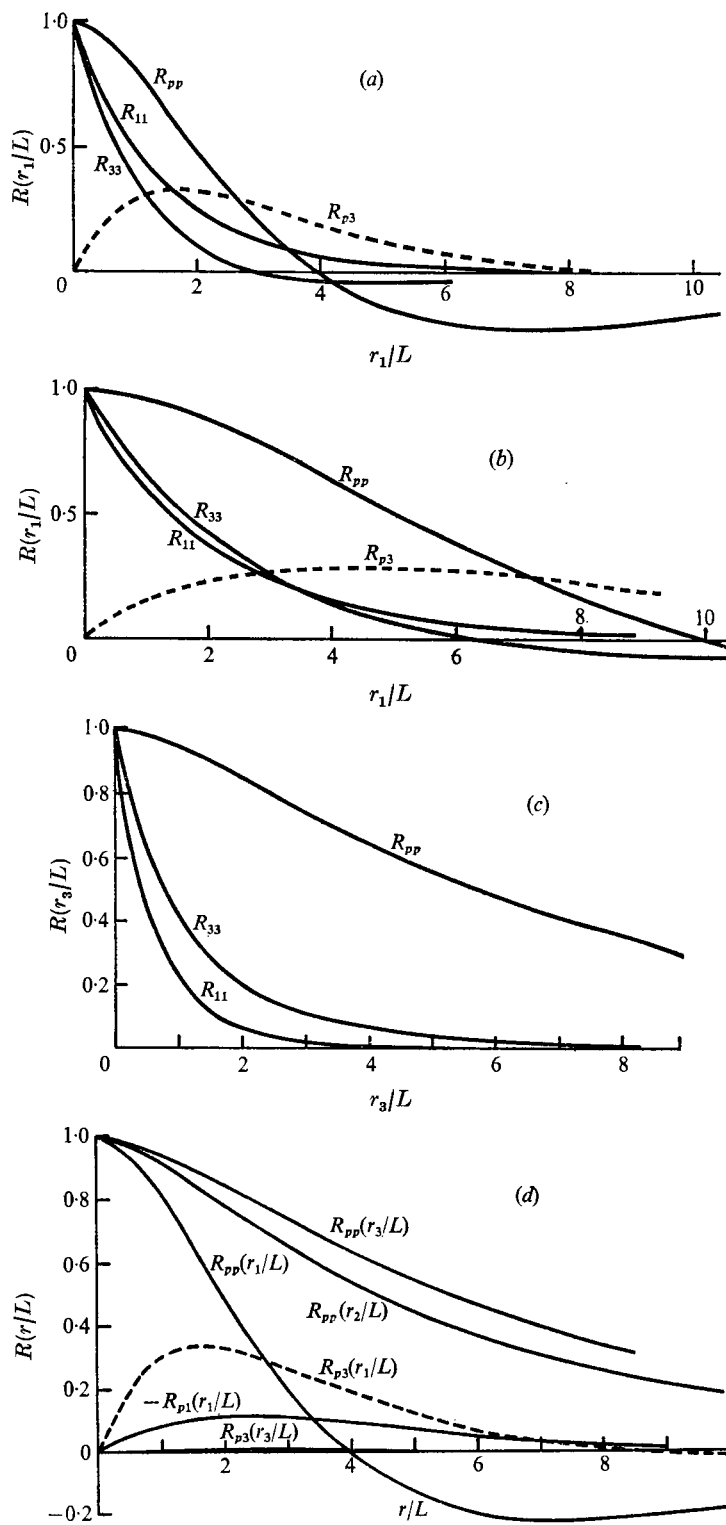 1·0
(a)
R_pp
R_11
0·5
R_33
R_p3
R(r_1/L)
0 2 4 6 8 10
r_1/L
1·0
(b)
R_pp
R_33
0·5
R_11
R_p3
R(r_1/L)
8 10
0 2 4 6
r_1/L
1·0
(c)
0·8
R_pp
0·6
R(r_3/L)
0·4
R_33
0·2
R_11
0 2 4 6 8
r_3/L
1·0
(d)
0·8
R_pp(r_3/L)
R_pp(r_1/L)
0·6
R_pp(r_2/L)
R(r/L)
0·4
R_p3(r_1/L)
0·2
−R_p1(r_1/L)
R_p3(r_3/L)
0
2 4 6 8
−0·2
r/L